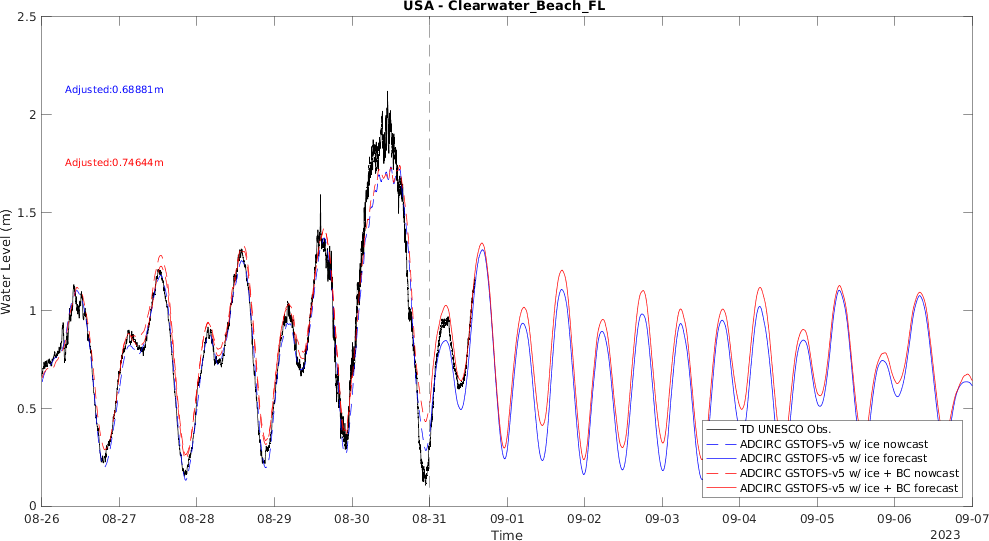 USA - Clearwater_Beach_FL
2.5
2
1.5
1
0.5
0
Water Level (m)
Adjusted:0.68881m
Adjusted:0.74644m
TD UNESCO Obs.
ADCIRC GSTOFS-v5 w/ ice nowcast
ADCIRC GSTOFS-v5 w/ ice forecast
ADCIRC GSTOFS-v5 w/ ice + BC nowcast
ADCIRC GSTOFS-v5 w/ ice + BC forecast
08-26 08-27 08-28 08-29 08-30 08-31 09-01 09-02 09-03 09-04 09-05 09-06 09-07
Time
2023